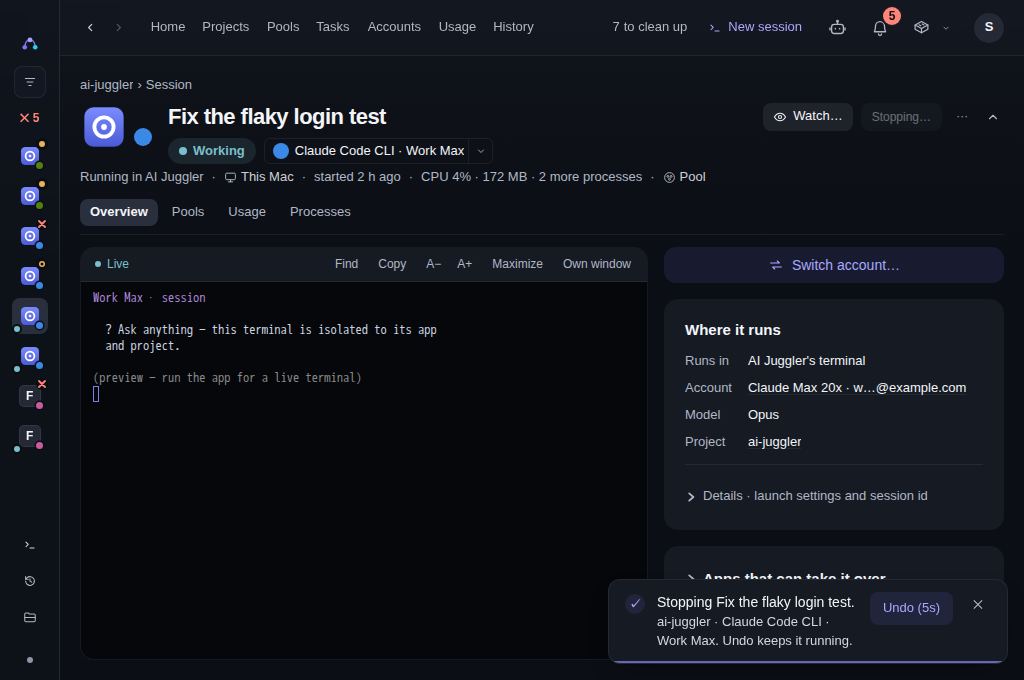 Home Projects Pools Tasks Accounts Usage History 7 to clean up New session 5 S
5
F
F
ai-juggler › Session
Fix the flaky login test
Watch… Stopping… ···
Working Claude Code CLI · Work Max
Running in AI Juggler · This Mac · started 2 h ago · CPU 4% · 172 MB · 2 more processes · Pool
Overview Pools Usage Processes
Live Find Copy A− A+ Maximize Own window
Work Max · session
? Ask anything — this terminal is isolated to its app
and project.
(preview — run the app for a live terminal)
Switch account…
Where it runs
Runs in AI Juggler's terminal
Account Claude Max 20x · w…@example.com
Model Opus
Project ai-juggler
Details · launch settings and session id
Apps that can take it over
Stopping Fix the flaky login test.
ai-juggler · Claude Code CLI ·
Work Max. Undo keeps it running.
Undo (5s)